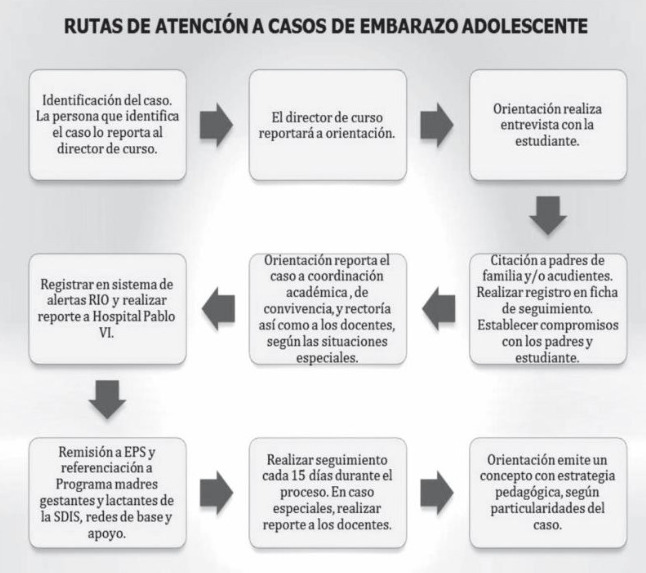 RUTAS DE ATENCIÓN A CASOS DE EMBARAZO ADOLESCENTE
Identificación del caso.
La persona que identifica
el caso lo reporta al
director de curso.
El director de curso
reportará a orientación.
Orientación realiza
entrevista con la
estudiante.
Citación a padres de
familia y/o acudientes.
Realizar registro en ficha
de seguimiento.
Establecer compromisos
con los padres y
estudiante.
Orientación reporta el
caso a coordinación
académica , de
convivencia, y rectoría
así como a los docentes,
según las situaciones
especiales.
Registrar en sistema de
alertas RIO y realizar
reporte a Hospital Pablo
VI.
Remisión a EPS y
referenciación a
Programa madres
gestantes y lactantes de
la SDIS, redes de base y
apoyo.
Realizar seguimiento
cada 15 días durante el
proceso. En caso
especiales, realizar
reporte a los docentes.
Orientación emite un
concepto con estrategia
pedagógica, según
particularidades del
caso.